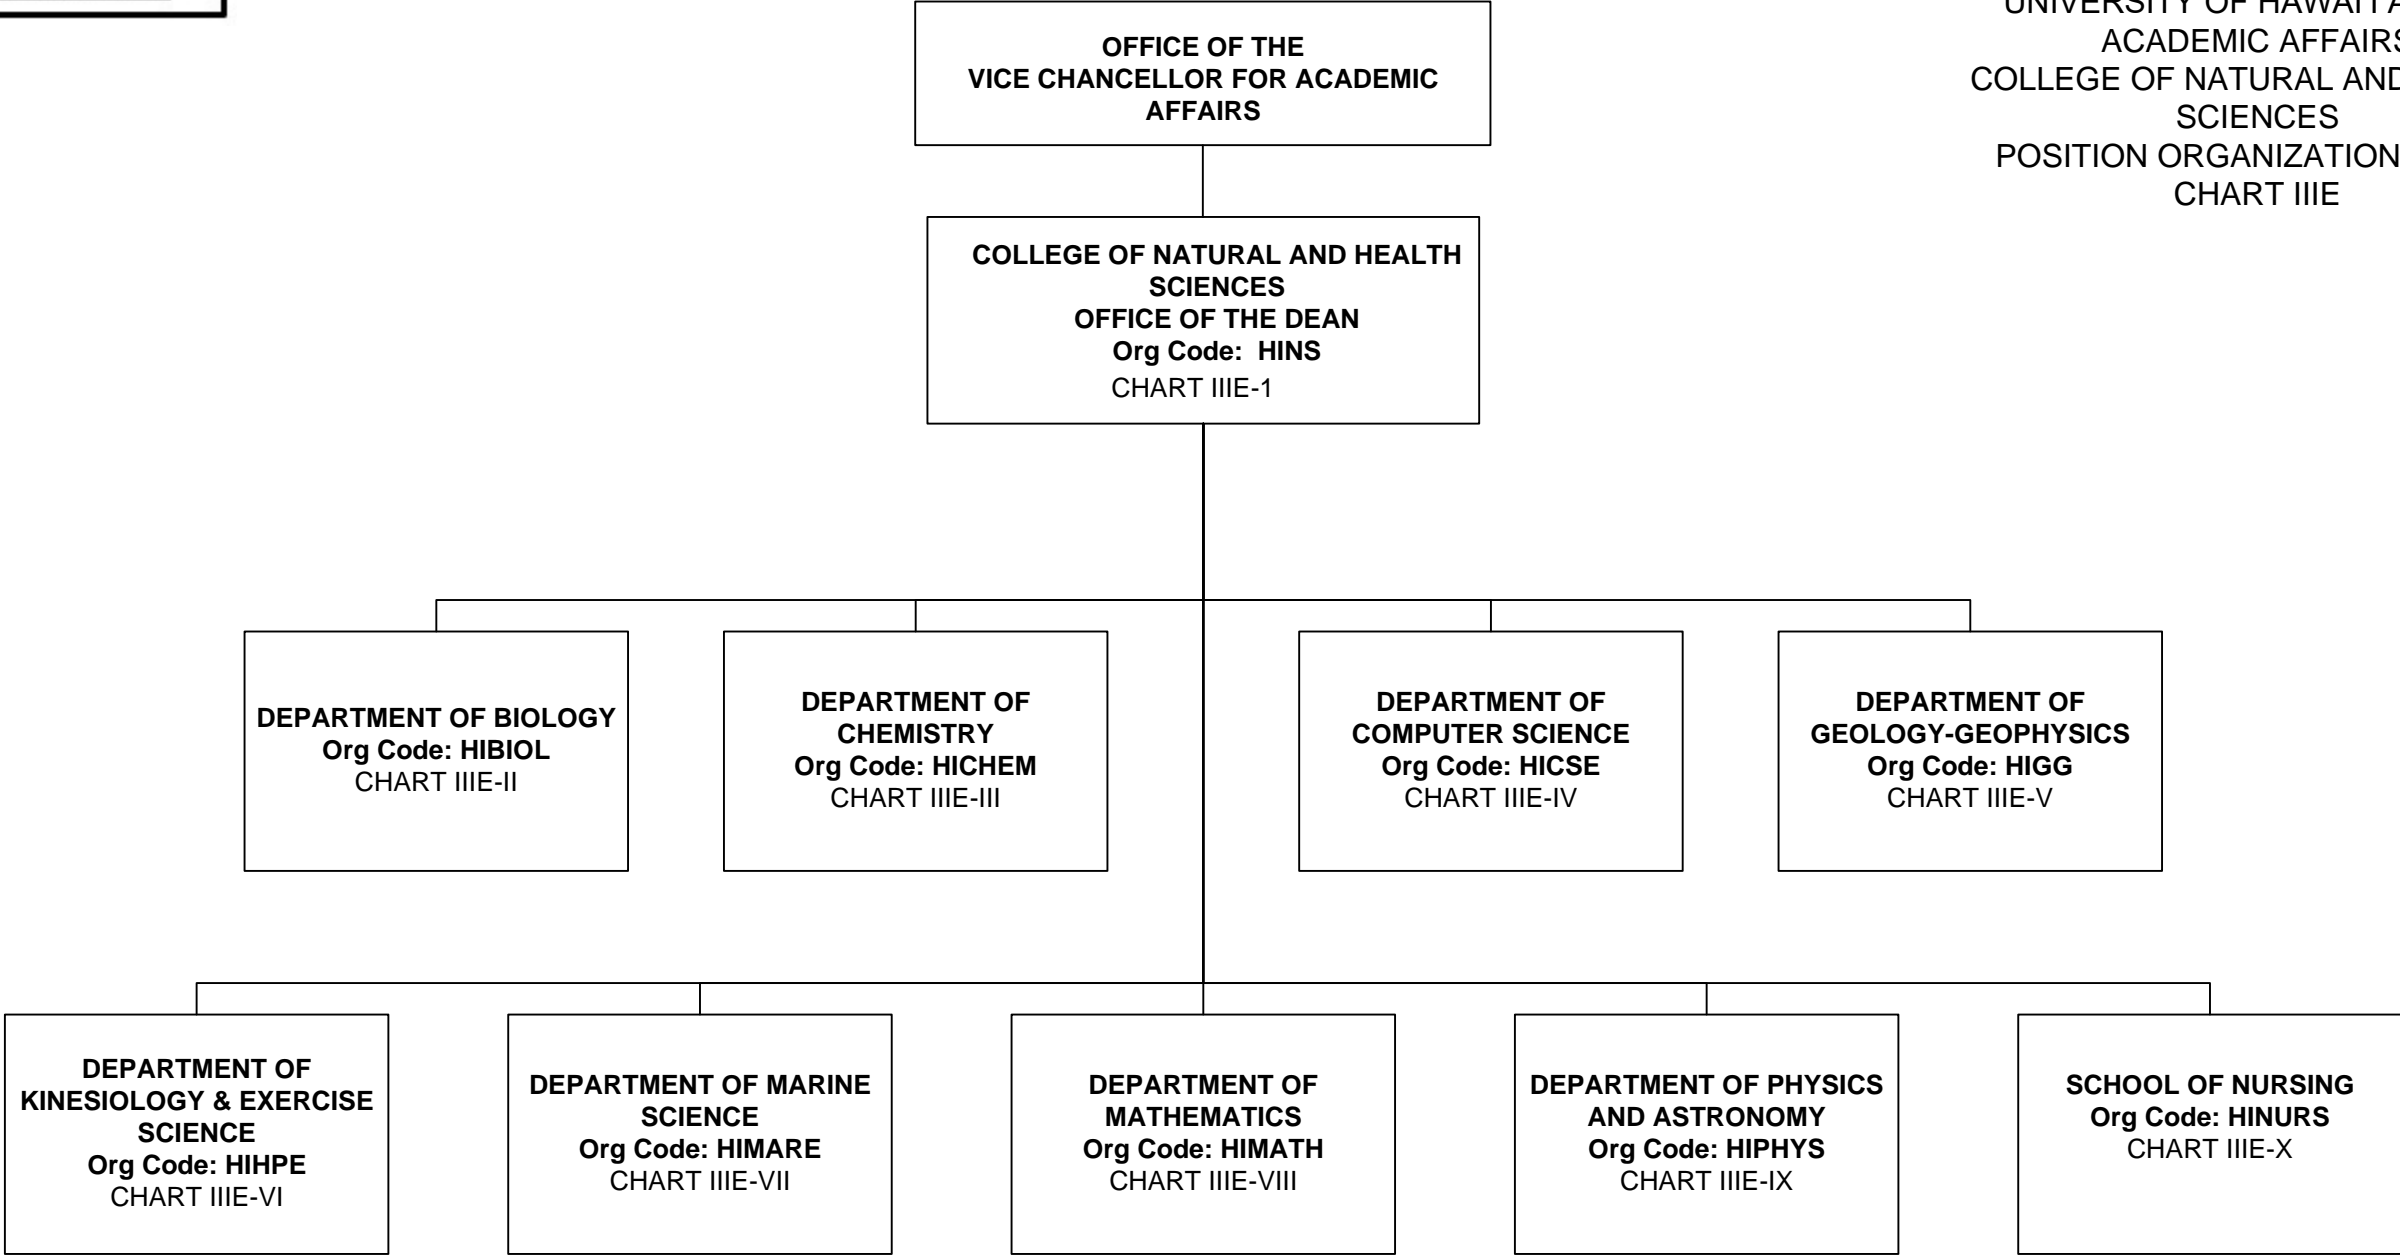 UNIVERSITY OF HAWAI'I
ACADEMIC AFFAIRS
COLLEGE OF NATURAL AND
SCIENCES
POSITION ORGANIZATION
CHART IIIE
OFFICE OF THE
VICE CHANCELLOR FOR ACADEMIC
AFFAIRS
COLLEGE OF NATURAL AND HEALTH
SCIENCES
OFFICE OF THE DEAN
Org Code: HINS
CHART IIIE-1
DEPARTMENT OF BIOLOGY
Org Code: HIBIOL
CHART IIIE-II
DEPARTMENT OF
CHEMISTRY
Org Code: HICHEM
CHART IIIE-III
DEPARTMENT OF
COMPUTER SCIENCE
Org Code: HICSE
CHART IIIE-IV
DEPARTMENT OF
GEOLOGY-GEOPHYSICS
Org Code: HIGG
CHART IIIE-V
DEPARTMENT OF
KINESIOLOGY & EXERCISE
SCIENCE
Org Code: HIHPE
CHART IIIE-VI
DEPARTMENT OF MARINE
SCIENCE
Org Code: HIMARE
CHART IIIE-VII
DEPARTMENT OF
MATHEMATICS
Org Code: HIMATH
CHART IIIE-VIII
DEPARTMENT OF PHYSICS
AND ASTRONOMY
Org Code: HIPHYS
CHART IIIE-IX
SCHOOL OF NURSING
Org Code: HINURS
CHART IIIE-X